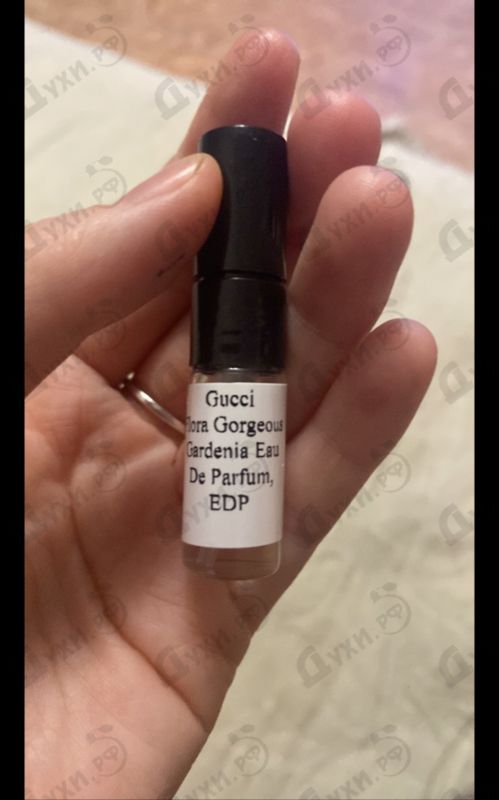 Gucci
Flora Gorgeous
Gardenia Eau
De Parfum,
EDP
Духи.рф